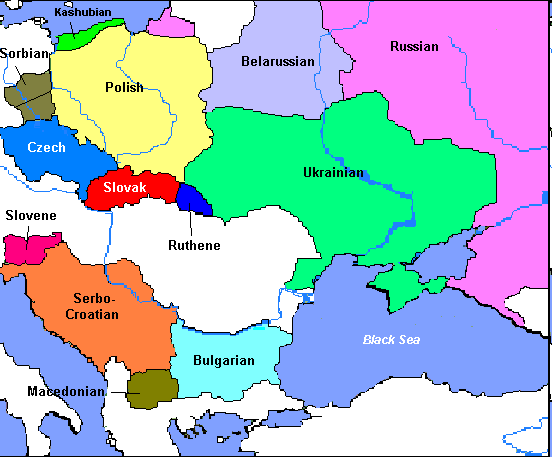 Kashubian
Sorbian
Russian
Belarussian
Polish
Czech
Ukrainian
Slovak
Slovene
Ruthene
Serbo-
Croatian
Black Sea
Bulgarian
Macedonian